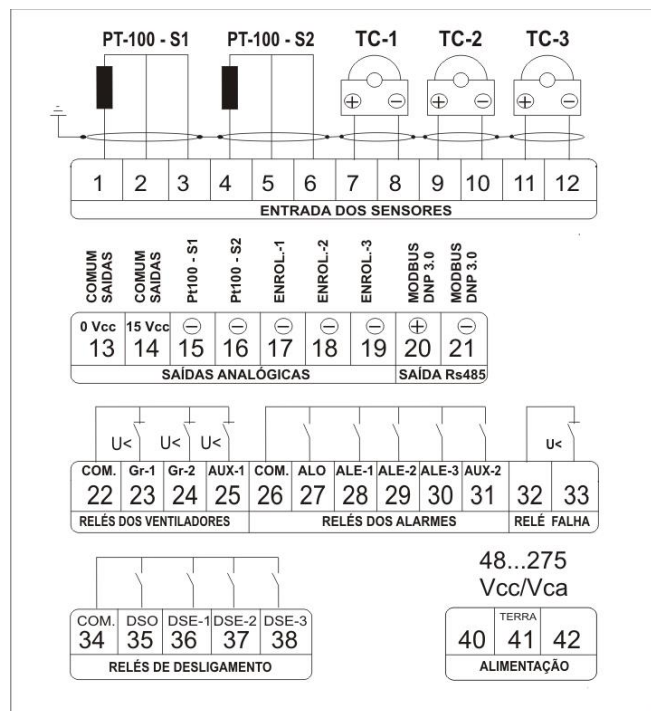 PT-100 - S1 PT-100 - S2 TC-1 TC-2 TC-3
+ - + - + -
1 2 3 4 5 6 7 8 9 10 11 12
ENTRADA DOS SENSORES
COMUM SAIDAS
COMUM SAIDAS
Pt100 - S1
Pt100 - S2
ENROL.-1
ENROL.-2
ENROL.-3
MODBUS DNP 3.0
MODBUS DNP 3.0
0 Vcc 15 Vcc - - - - - + -
13 14 15 16 17 18 19 20 21
SAÍDAS ANALÓGICAS SAÍDA Rs485
U< U< U< U<
COM. Gr-1 Gr-2 AUX-1 COM. ALO ALE-1 ALE-2 ALE-3 AUX-2
22 23 24 25 26 27 28 29 30 31 32 33
RELÉS DOS VENTILADORES RELÉS DOS ALARMES RELÉ FALHA
48...275
Vcc/Vca
COM. DSO DSE-1 DSE-2 DSE-3
34 35 36 37 38
RELÉS DE DESLIGAMENTO
TERRA
40 41 42
ALIMENTAÇÃO